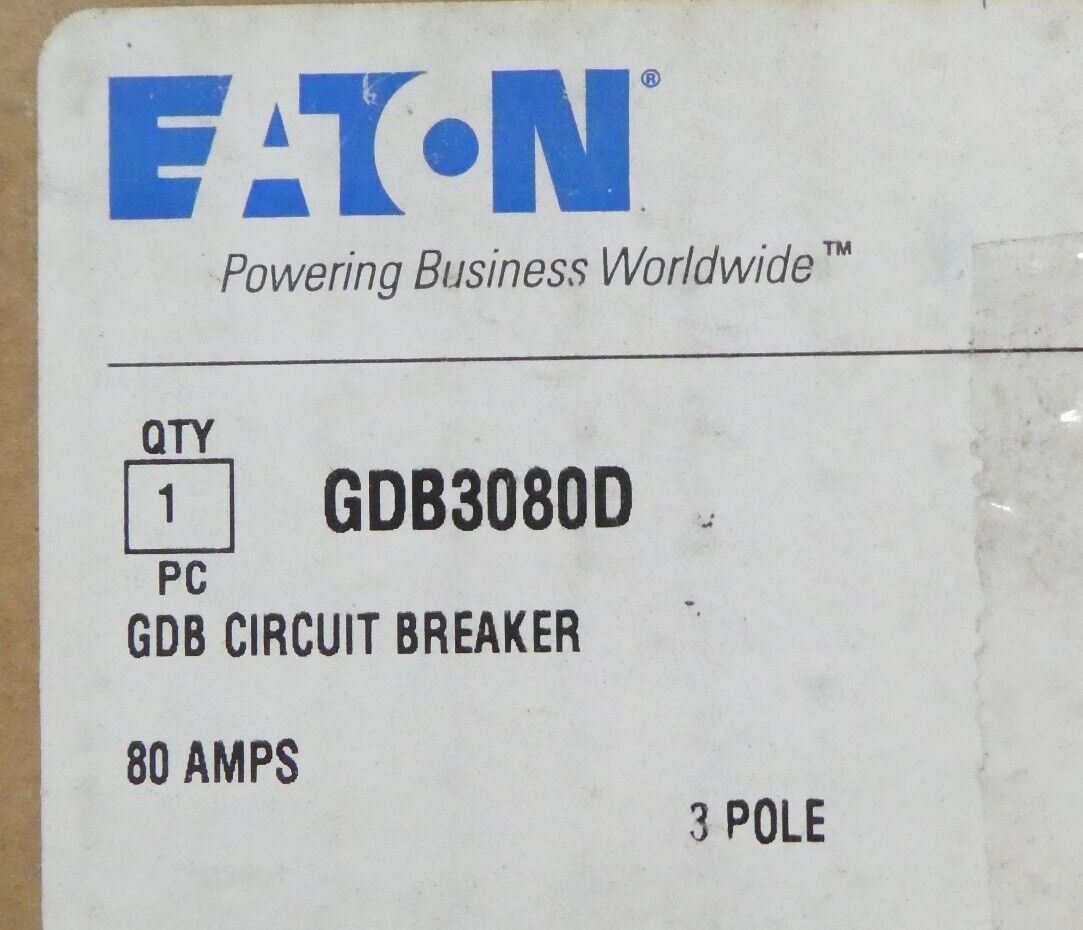 EATON®
Powering Business Worldwide™
QTY
1
GDB3080D
PC
GDB CIRCUIT BREAKER
80 AMPS
3 POLE